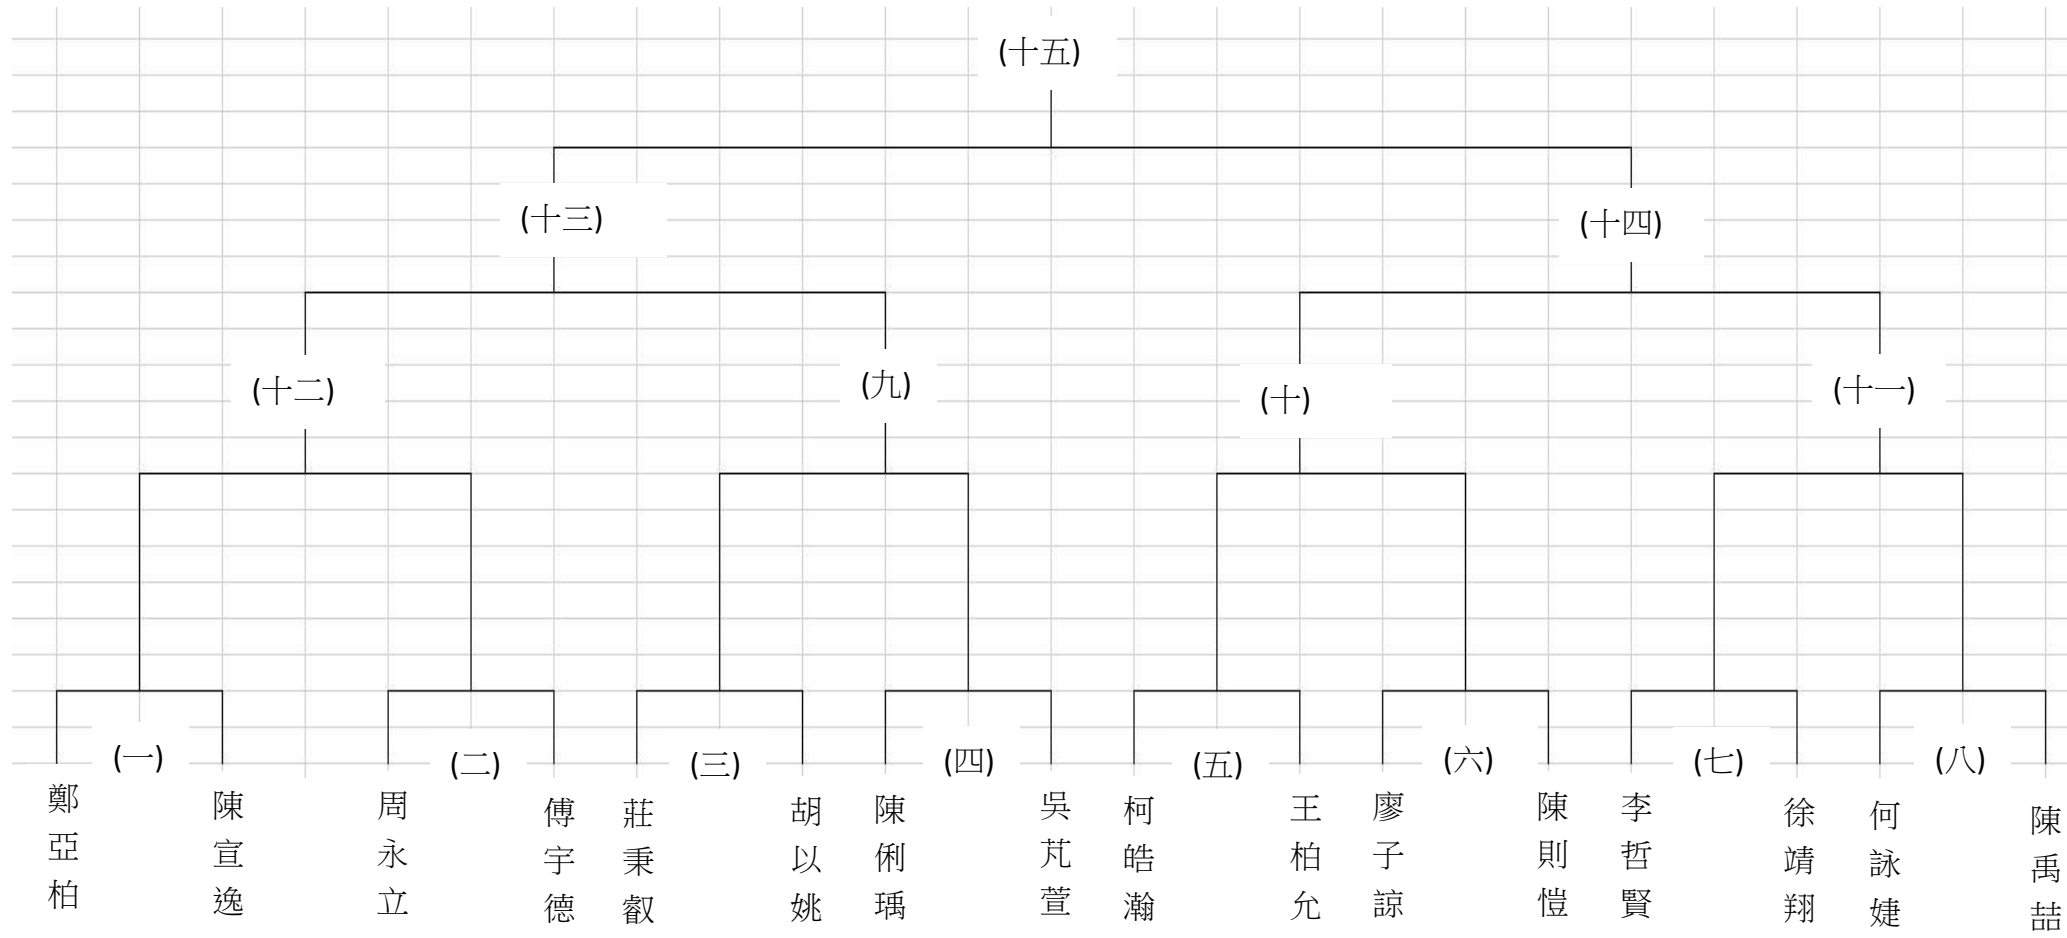 (十五)
(十三)
(十四)
(十二)
(九)
(十)
(十一)
(一)
(二)
(三)
(四)
(五)
(六)
(七)
(八)
鄭亞柏
陳宣逸
周永立
傅宇德
莊秉叡
胡以姚
陳俐瑀
吳芃萱
柯皓瀚
王柏允
廖子諒
陳則愷
李哲賢
徐靖翔
何詠婕
陳禹喆